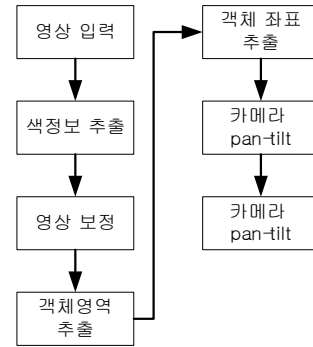 영상 입력
색정보 추출
영상 보정
객체영역
추출
객체 좌표
추출
카메라
pan-tilt
카메라
pan-tilt